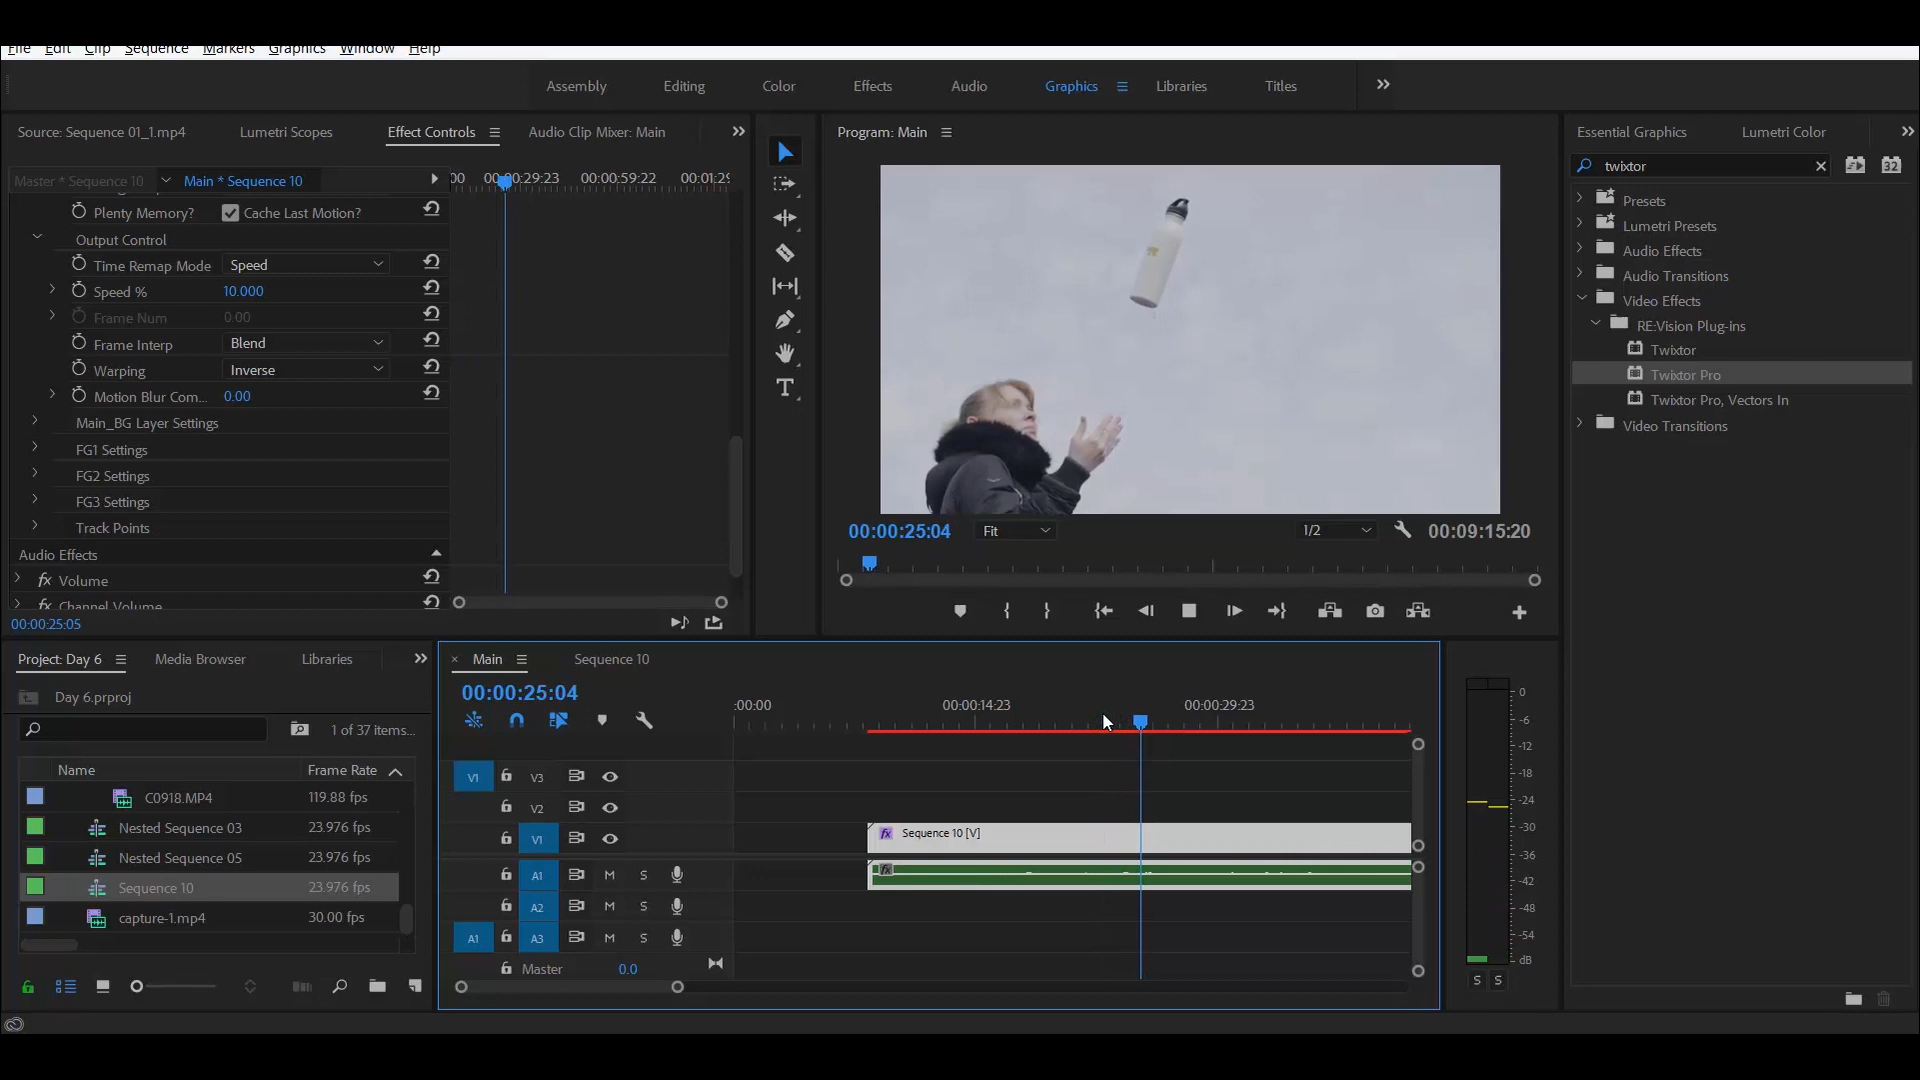 File Edit Clip Sequence Markers Graphics Window Help
Assembly Editing Color Effects Audio Graphics Libraries Titles
Source: Sequence 01_1.mp4 Lumetri Scopes Effect Controls Audio Clip Mixer: Main
Master * Sequence 10 Main * Sequence 10
00:00:29:23 00:00:59:22 00:01:29
Plenty Memory? Cache Last Motion?
Output Control
Time Remap Mode Speed
Speed % 10.000
Frame Num 0.00
Frame Interp Blend
Warping Inverse
Motion Blur Com... 0.00
Main_BG Layer Settings
FG1 Settings
FG2 Settings
FG3 Settings
Track Points
Audio Effects
fx Volume
fx Channel Volume
00:00:25:05
Program: Main
00:00:25:04 Fit 1/2 00:09:15:20
Essential Graphics Lumetri Color
twixtor
32
Presets
Lumetri Presets
Audio Effects
Audio Transitions
Video Effects
RE:Vision Plug-ins
Twixtor
Twixtor Pro
Twixtor Pro, Vectors In
Video Transitions
Project: Day 6 Media Browser Libraries
Day 6.prproj
1 of 37 items...
Name Frame Rate
C0918.MP4 119.88 fps
Nested Sequence 03 23.976 fps
Nested Sequence 05 23.976 fps
Sequence 10 23.976 fps
capture-1.mp4 30.00 fps
× Main Sequence 10
00:00:25:04
:00:00 00:00:14:23 00:00:29:23
V1 V3
V2
V1 fx Sequence 10 [V]
A1 M S fx
A2 M S
A1 A3 M S
Master 0.0
0
-6
-12
-18
-24
-30
-36
-42
-48
-54
dB
S S